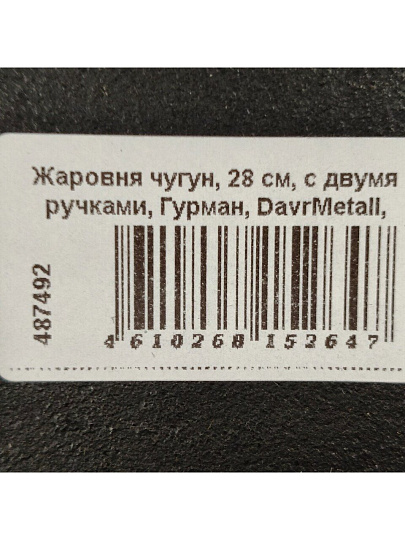 Жаровня чугун, 28 см, с двумя
ручками, Гурман, DavrMetall,
487492
4 610268 152647